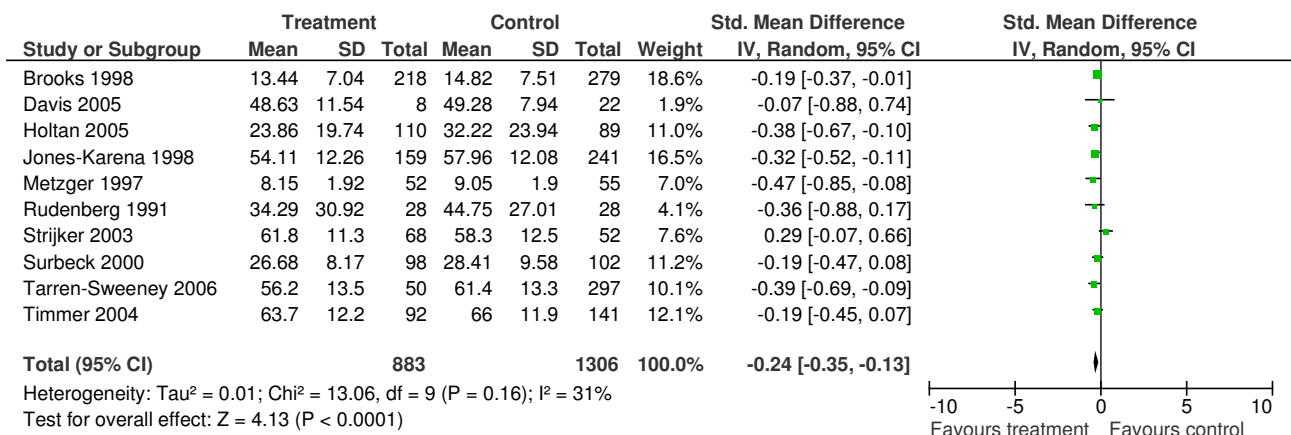 Treatment Control Std. Mean Difference Std. Mean Difference
Study or Subgroup Mean SD Total Mean SD Total Weight IV, Random, 95% CI IV, Random, 95% CI
Brooks 1998 13.44 7.04 218 14.82 7.51 279 18.6% -0.19 [-0.37, -0.01]
Davis 2005 48.63 11.54 8 49.28 7.94 22 1.9% -0.07 [-0.88, 0.74]
Holtan 2005 23.86 19.74 110 32.22 23.94 89 11.0% -0.38 [-0.67, -0.10]
Jones-Karena 1998 54.11 12.26 159 57.96 12.08 241 16.5% -0.32 [-0.52, -0.11]
Metzger 1997 8.15 1.92 52 9.05 1.9 55 7.0% -0.47 [-0.85, -0.08]
Rudenberg 1991 34.29 30.92 28 44.75 27.01 28 4.1% -0.36 [-0.88, 0.17]
Strijker 2003 61.8 11.3 68 58.3 12.5 52 7.6% 0.29 [-0.07, 0.66]
Surbeck 2000 26.68 8.17 98 28.41 9.58 102 11.2% -0.19 [-0.47, 0.08]
Tarren-Sweeney 2006 56.2 13.5 50 61.4 13.3 297 10.1% -0.39 [-0.69, -0.09]
Timmer 2004 63.7 12.2 92 66 11.9 141 12.1% -0.19 [-0.45, 0.07]
Total (95% CI) 883 1306 100.0% -0.24 [-0.35, -0.13]
Heterogeneity: Tau² = 0.01; Chi² = 13.06, df = 9 (P = 0.16); I² = 31%
Test for overall effect: Z = 4.13 (P < 0.0001)
-10 -5 0 5 10
Favours treatment Favours control